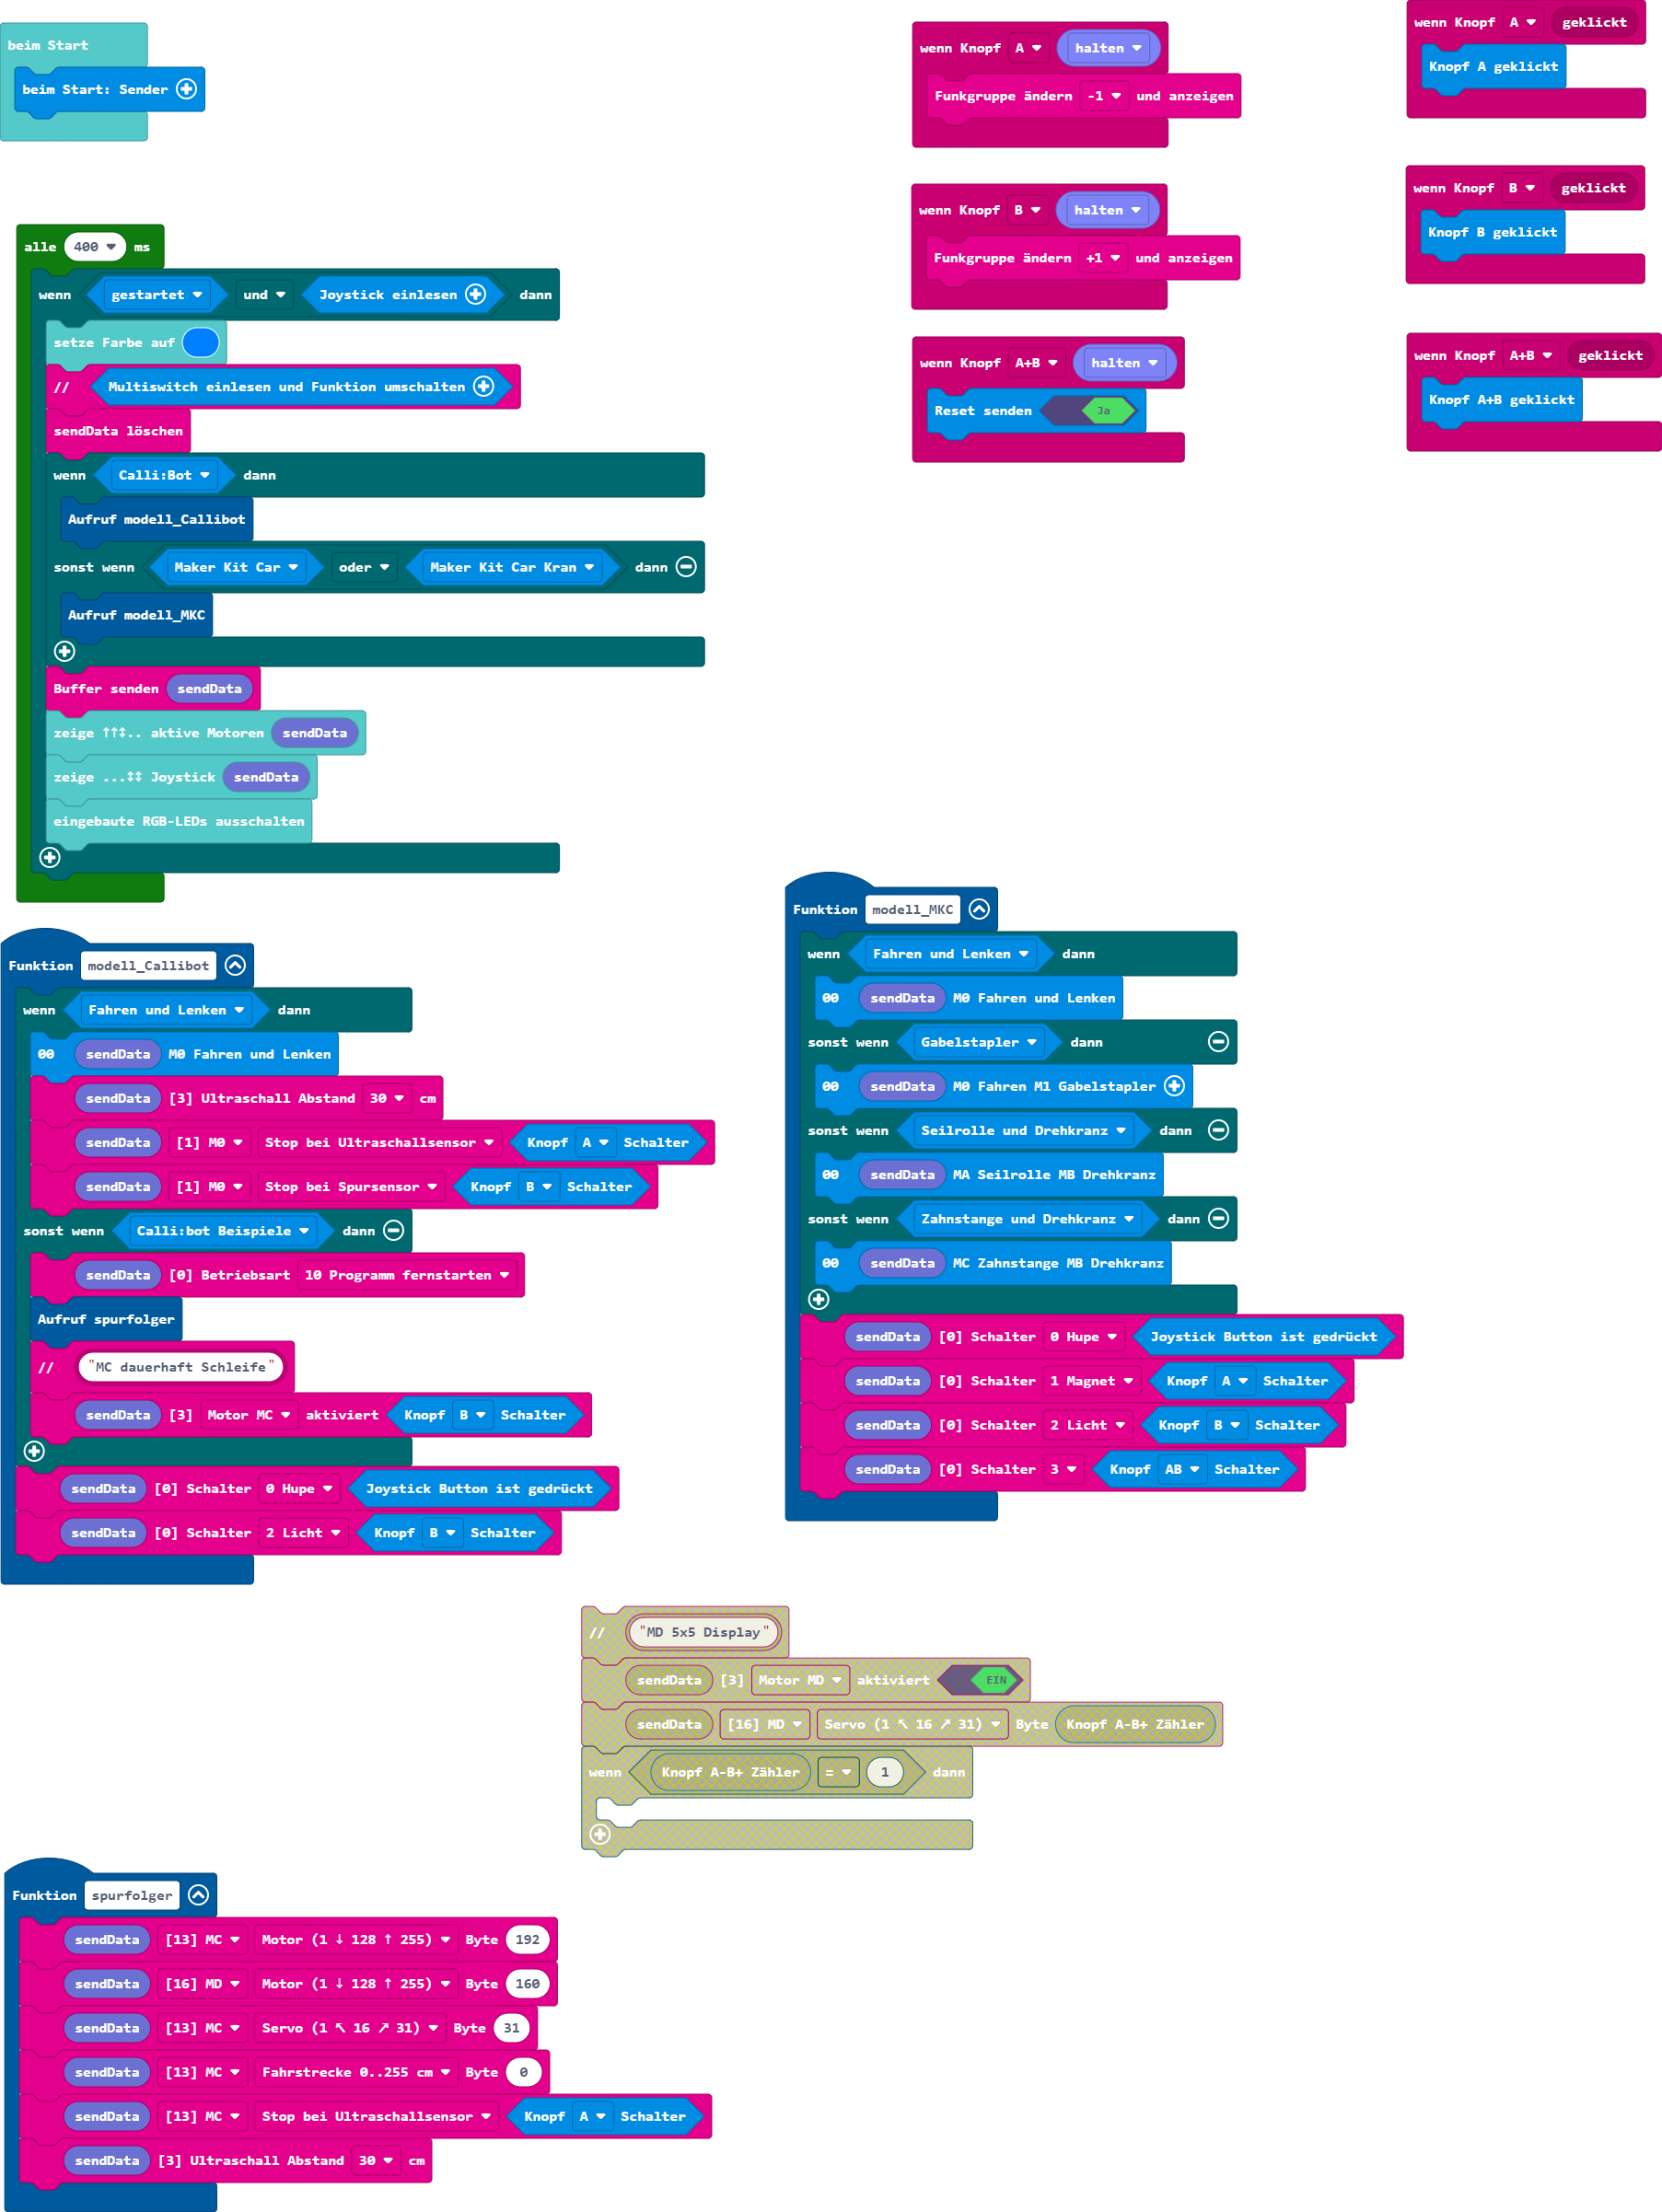 beim Start
beim Start: Sender
wenn Knopf A halten
Funkgruppe ändern -1 und anzeigen
wenn Knopf A geklickt
Knopf A geklickt
wenn Knopf B halten
Funkgruppe ändern +1 und anzeigen
wenn Knopf B geklickt
Knopf B geklickt
wenn Knopf A+B halten
Reset senden Ja
wenn Knopf A+B geklickt
Knopf A+B geklickt
alle 400 ms
wenn gestartet und Joystick einlesen dann
setze Farbe auf
// Multiswitch einlesen und Funktion umschalten
sendData löschen
wenn Calli:Bot dann
Aufruf modell_Callibot
sonst wenn Maker Kit Car oder Maker Kit Car Kran dann
Aufruf modell_MKC
Buffer senden sendData
zeige ↑↑↕.. aktive Motoren sendData
zeige ...↕↕ Joystick sendData
eingebaute RGB-LEDs ausschalten
Funktion modell_Callibot
wenn Fahren und Lenken dann
00 sendData M0 Fahren und Lenken
sendData [3] Ultraschall Abstand 30 cm
sendData [1] M0 Stop bei Ultraschallsensor Knopf A Schalter
sendData [1] M0 Stop bei Spursensor Knopf B Schalter
sonst wenn Calli:bot Beispiele dann
sendData [0] Betriebsart 10 Programm fernstarten
Aufruf spurfolger
// "MC dauerhaft Schleife"
sendData [3] Motor MC aktiviert Knopf B Schalter
sendData [0] Schalter 0 Hupe Joystick Button ist gedrückt
sendData [0] Schalter 2 Licht Knopf B Schalter
Funktion modell_MKC
wenn Fahren und Lenken dann
00 sendData M0 Fahren und Lenken
sonst wenn Gabelstapler dann
00 sendData M0 Fahren M1 Gabelstapler
sonst wenn Seilrolle und Drehkranz dann
00 sendData MA Seilrolle MB Drehkranz
sonst wenn Zahnstange und Drehkranz dann
00 sendData MC Zahnstange MB Drehkranz
sendData [0] Schalter 0 Hupe Joystick Button ist gedrückt
sendData [0] Schalter 1 Magnet Knopf A Schalter
sendData [0] Schalter 2 Licht Knopf B Schalter
sendData [0] Schalter 3 Knopf AB Schalter
// "MD 5x5 Display"
sendData [3] Motor MD aktiviert EIN
sendData [16] MD Servo (1 ↖ 16 ↗ 31) Byte Knopf A-B+ Zähler
wenn Knopf A-B+ Zähler = 1 dann
Funktion spurfolger
sendData [13] MC Motor (1 ↓ 128 ↑ 255) Byte 192
sendData [16] MD Motor (1 ↓ 128 ↑ 255) Byte 160
sendData [13] MC Servo (1 ↖ 16 ↗ 31) Byte 31
sendData [13] MC Fahrstrecke 0..255 cm Byte 0
sendData [13] MC Stop bei Ultraschallsensor Knopf A Schalter
sendData [3] Ultraschall Abstand 30 cm